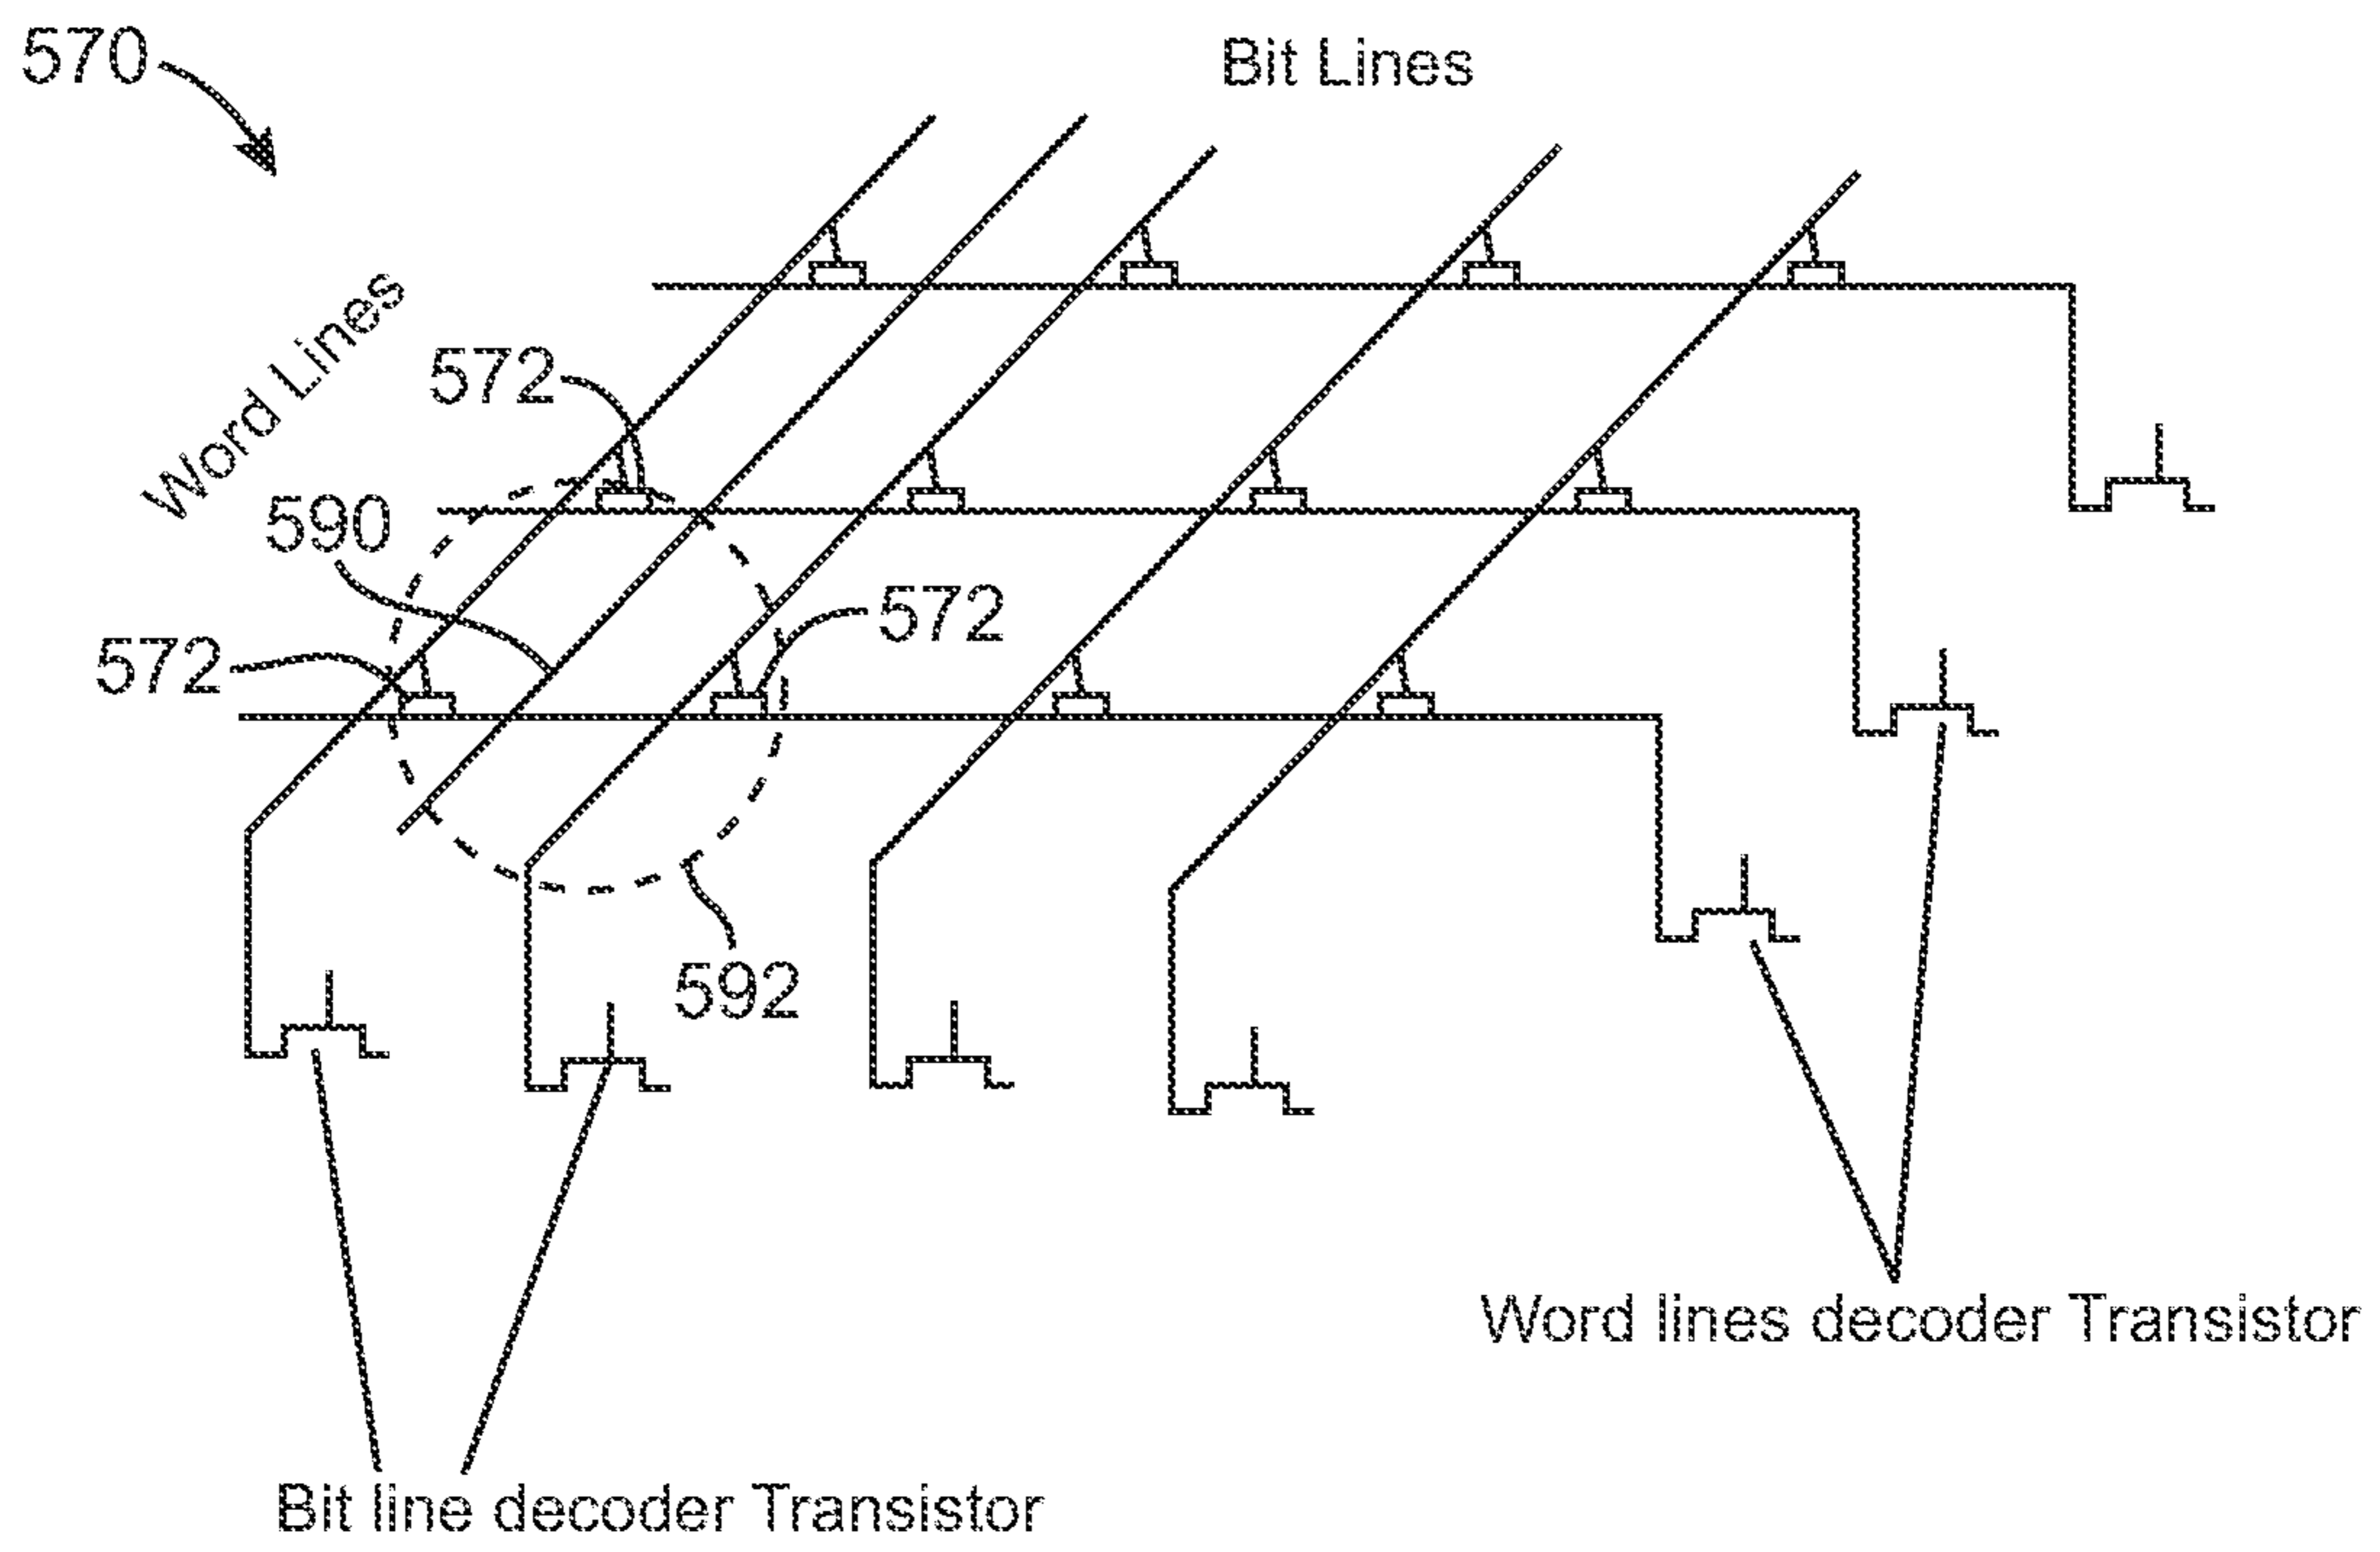 570
Bit Lines
Word Lines
572
590
572
572
592
Word lines decoder Transistor
Bit line decoder Transistor